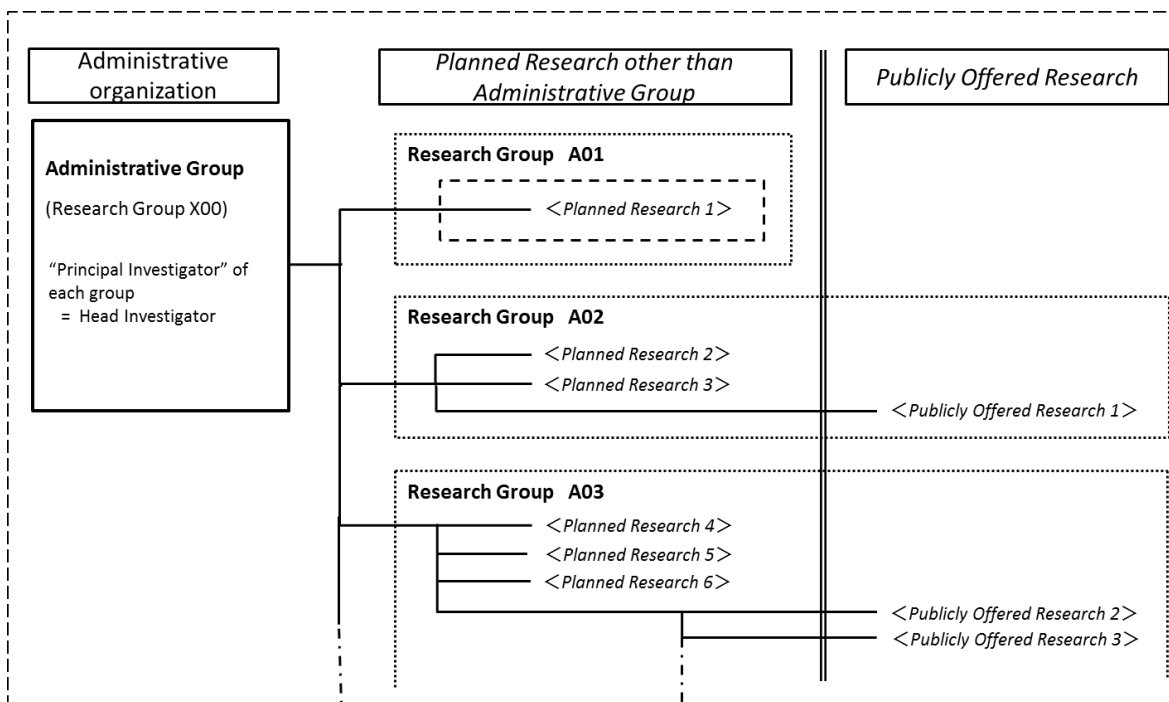 Administrative
organization
Planned Research other than
Administrative Group
Publicly Offered Research
Administrative Group
(Research Group X00)
“Principal Investigator” of
each group
= Head Investigator
Research Group A01
＜Planned Research 1＞
Research Group A02
＜Planned Research 2＞
＜Planned Research 3＞
＜Publicly Offered Research 1＞
Research Group A03
＜Planned Research 4＞
＜Planned Research 5＞
＜Planned Research 6＞
＜Publicly Offered Research 2＞
＜Publicly Offered Research 3＞